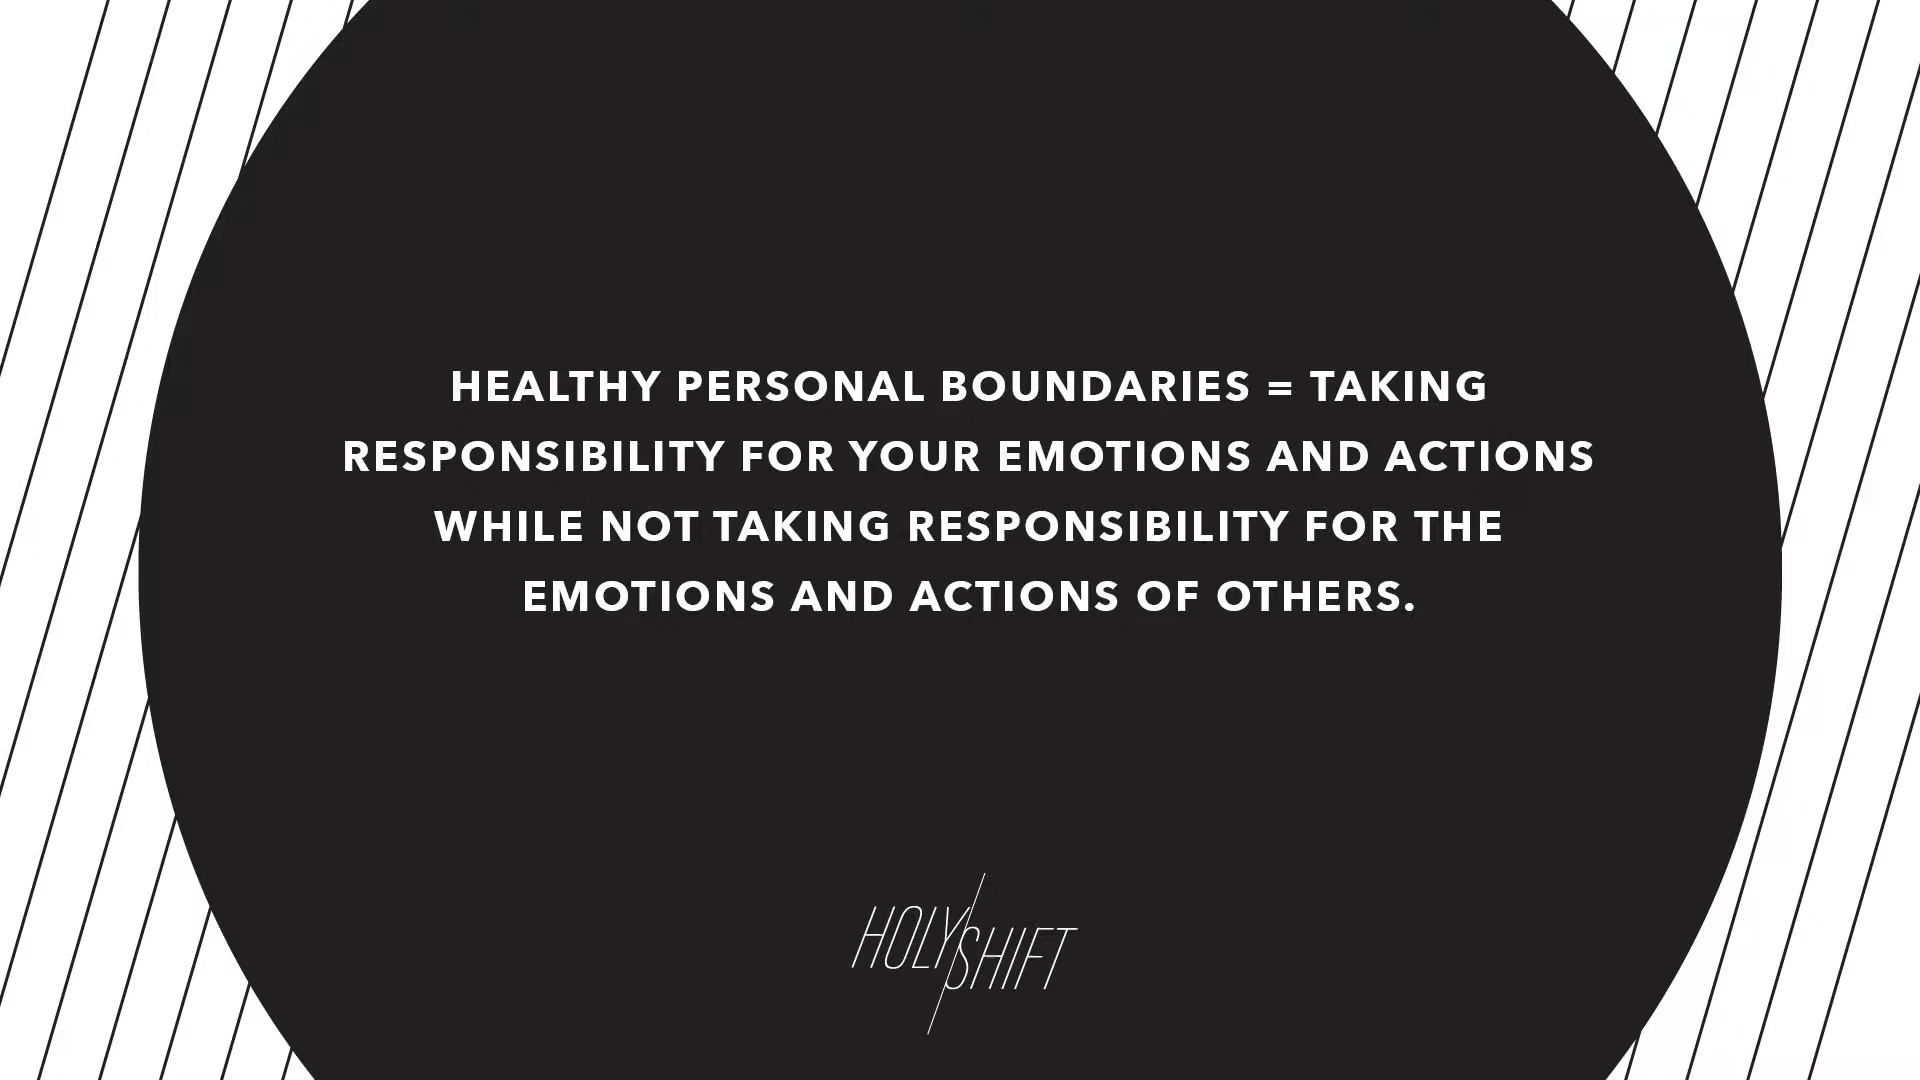 HEALTHY PERSONAL BOUNDARIES = TAKING
RESPONSIBILITY FOR YOUR EMOTIONS AND ACTIONS
WHILE NOT TAKING RESPONSIBILITY FOR THE
EMOTIONS AND ACTIONS OF OTHERS.
HOLY/SHIFT